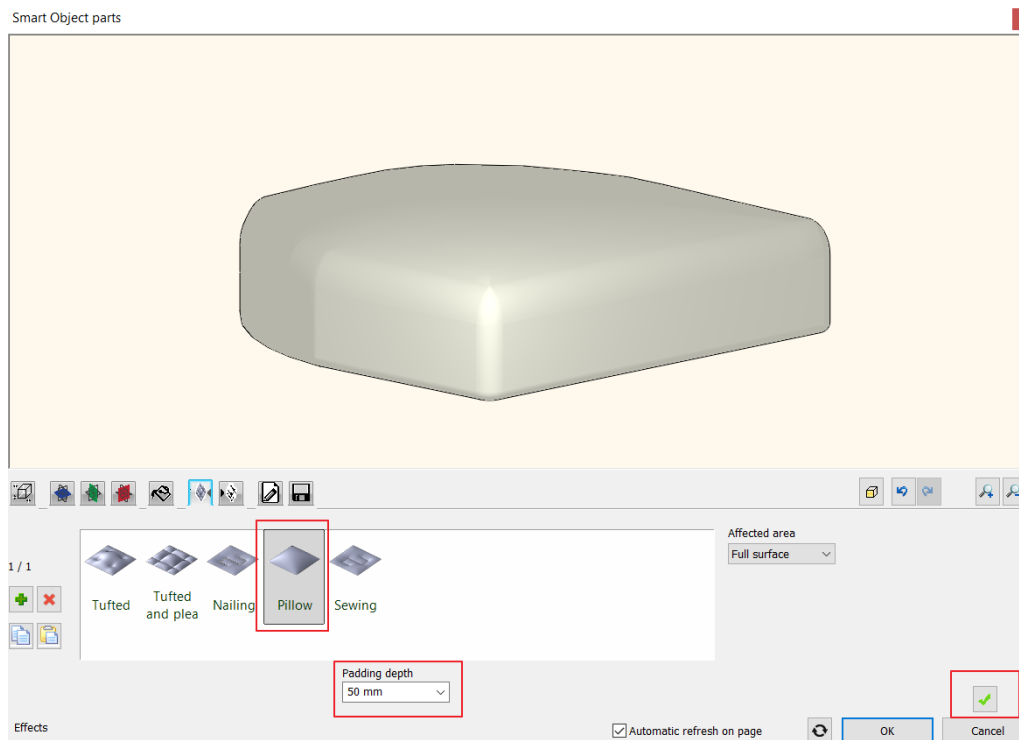 Smart Object parts
Affected area
Full surface
1 / 1
Tufted
Tufted
and plea
Nailing
Pillow
Sewing
Padding depth
50 mm
Effects
Automatic refresh on page
OK
Cancel